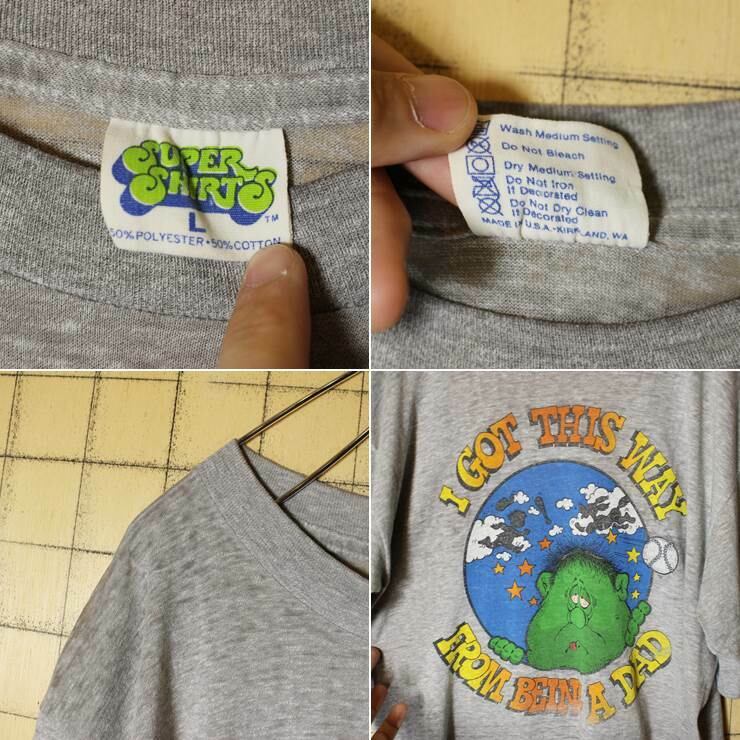 SUPER
SHIRTS
L
TM
50% POLYESTER • 50% COTTON
Wash Medium Setting
Do Not Bleach
Dry Medium Setting
Do Not Iron
If Decorated
Do Not Dry Clean
If Decorated
MADE IN U.S.A - KIRKLAND, WA
I GOT THIS WAY
FROM BEIN A DAD